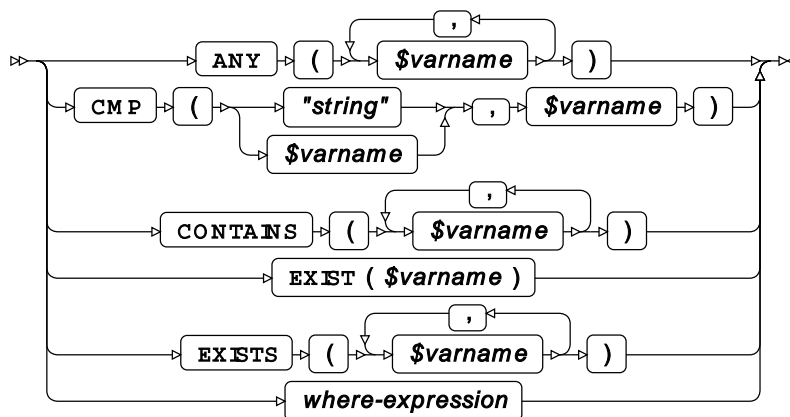 ,
ANY ( $varname )
CMP ( "string" , $varname )
$varname
,
CONTAINS ( $varname )
EXIST ( $varname )
,
EXISTS ( $varname )
where-expression